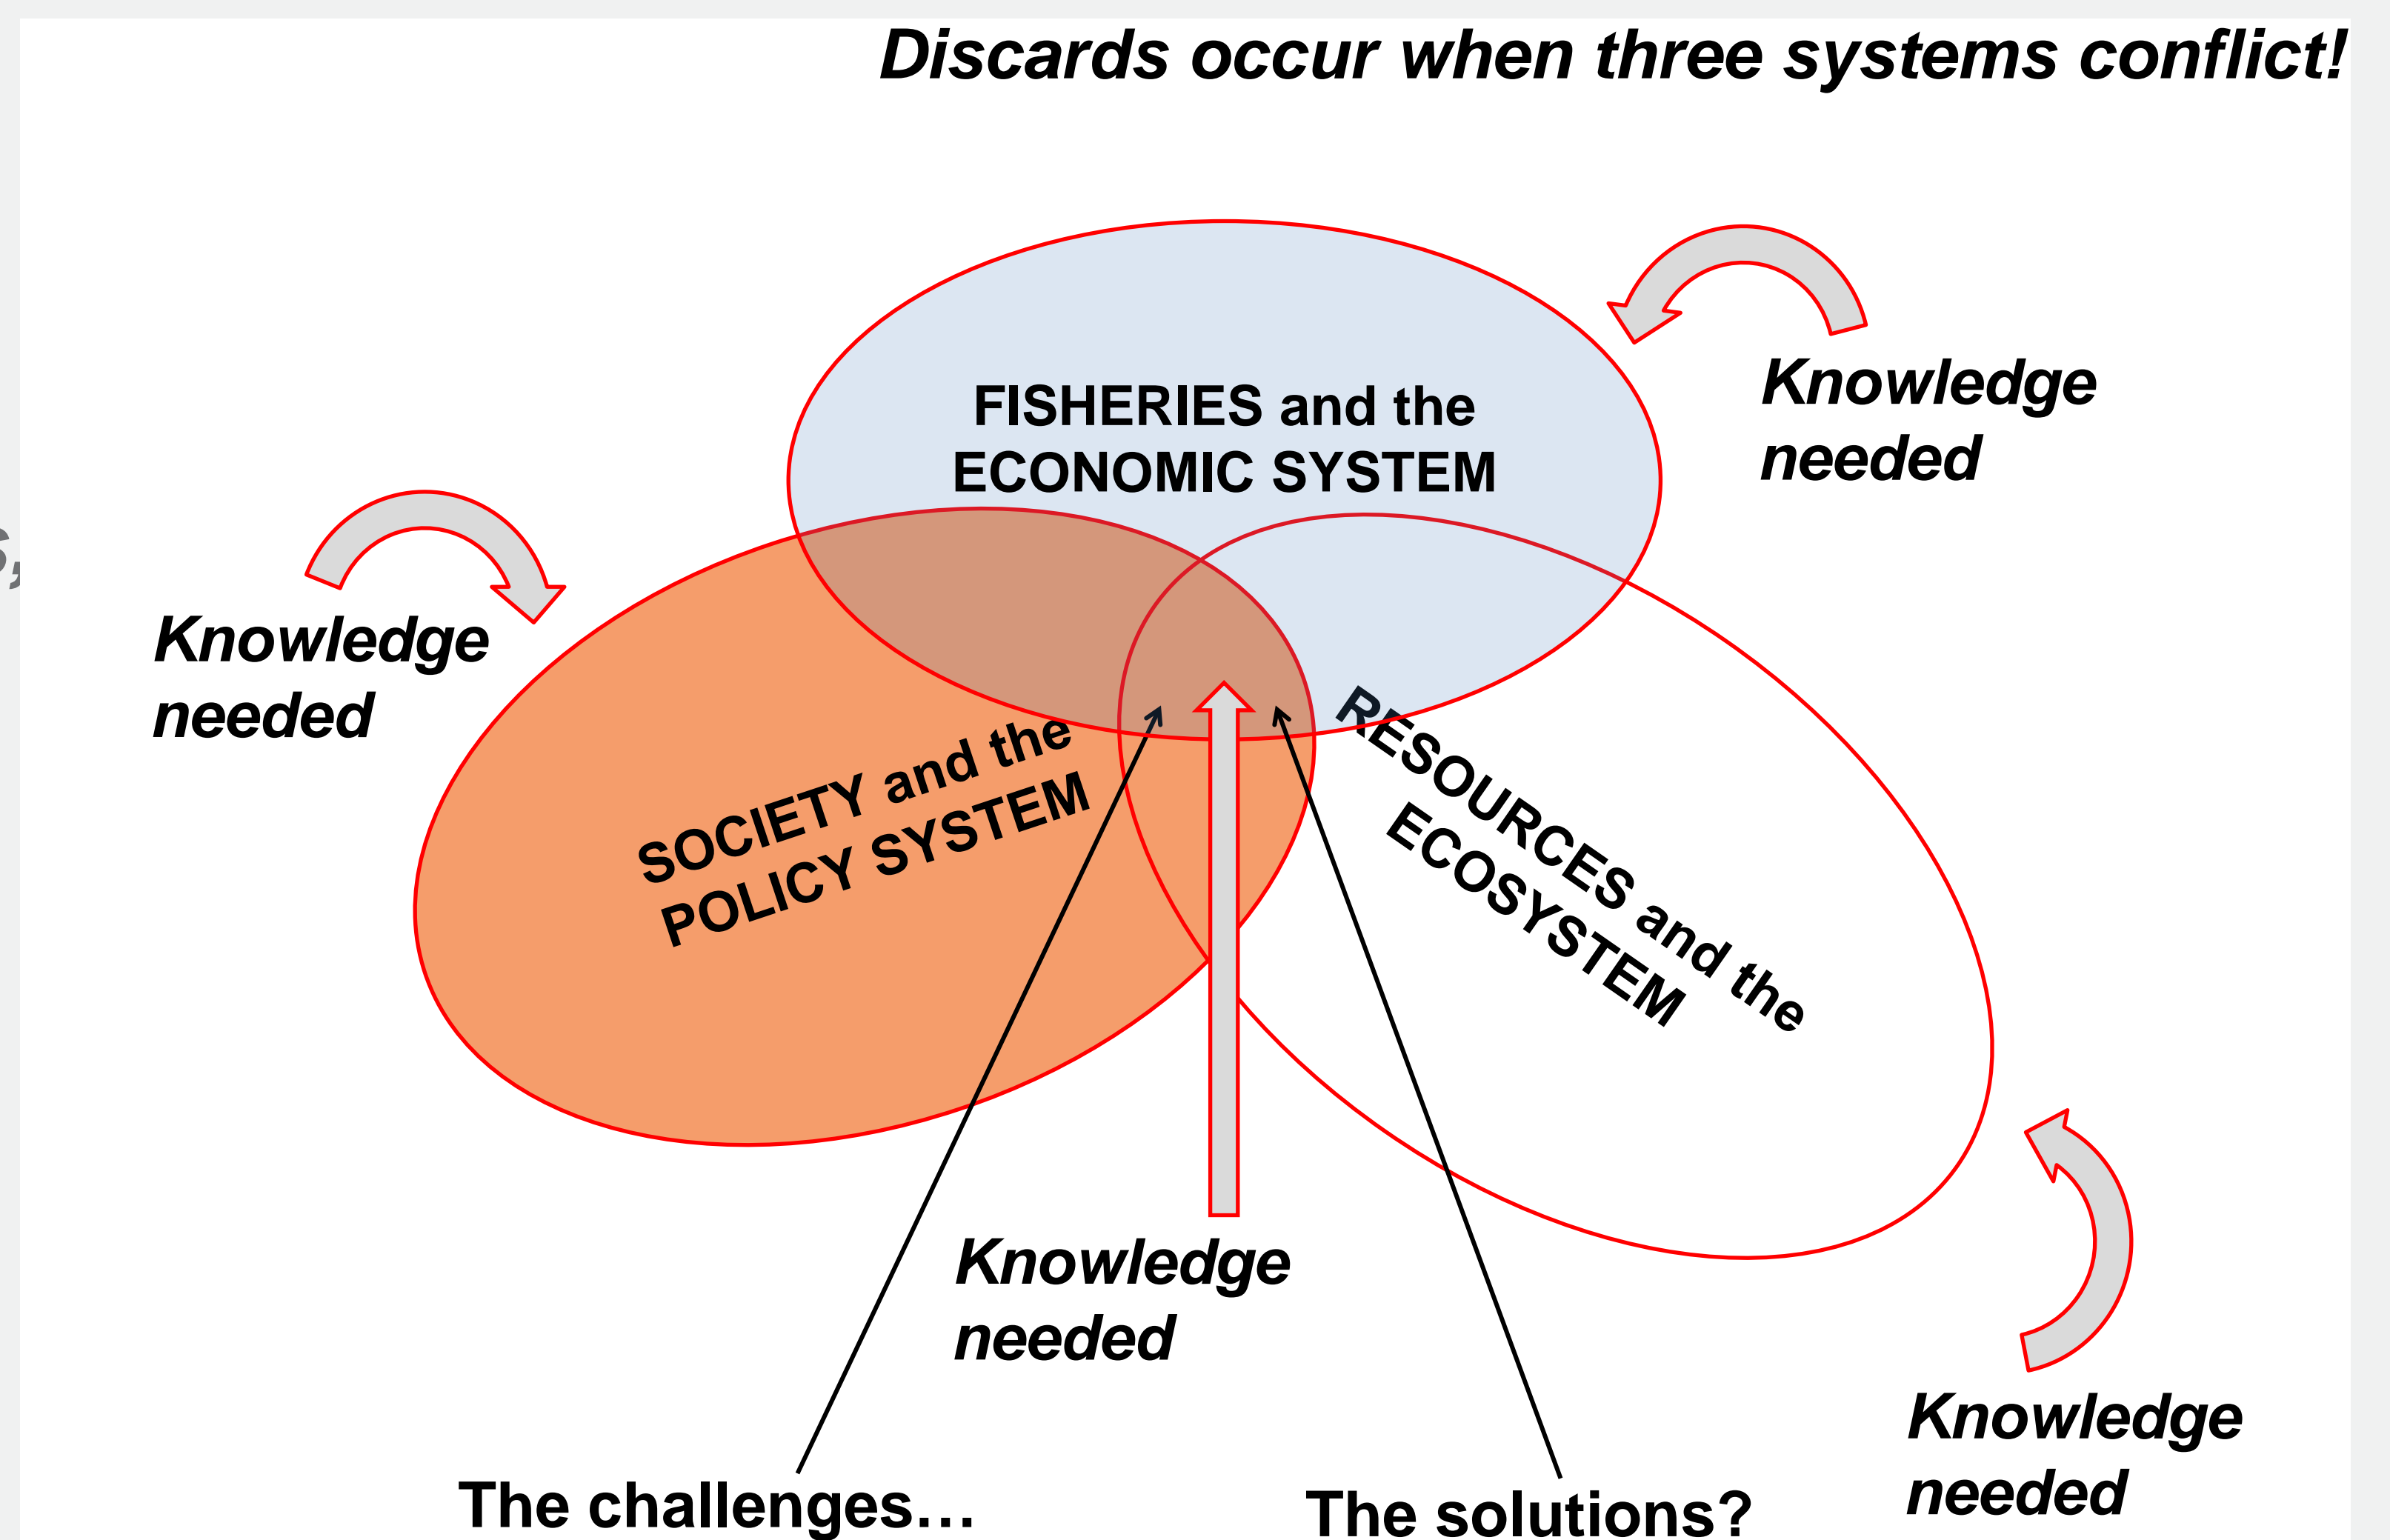 Discards occur when three systems conflict!
FISHERIES and the
ECONOMIC SYSTEM
Knowledge
needed
Knowledge
needed
SOCIETY and the
POLICY SYSTEM
RESOURCES and the
ECOSYSTEM
Knowledge
needed
Knowledge
needed
The challenges…
The solutions?